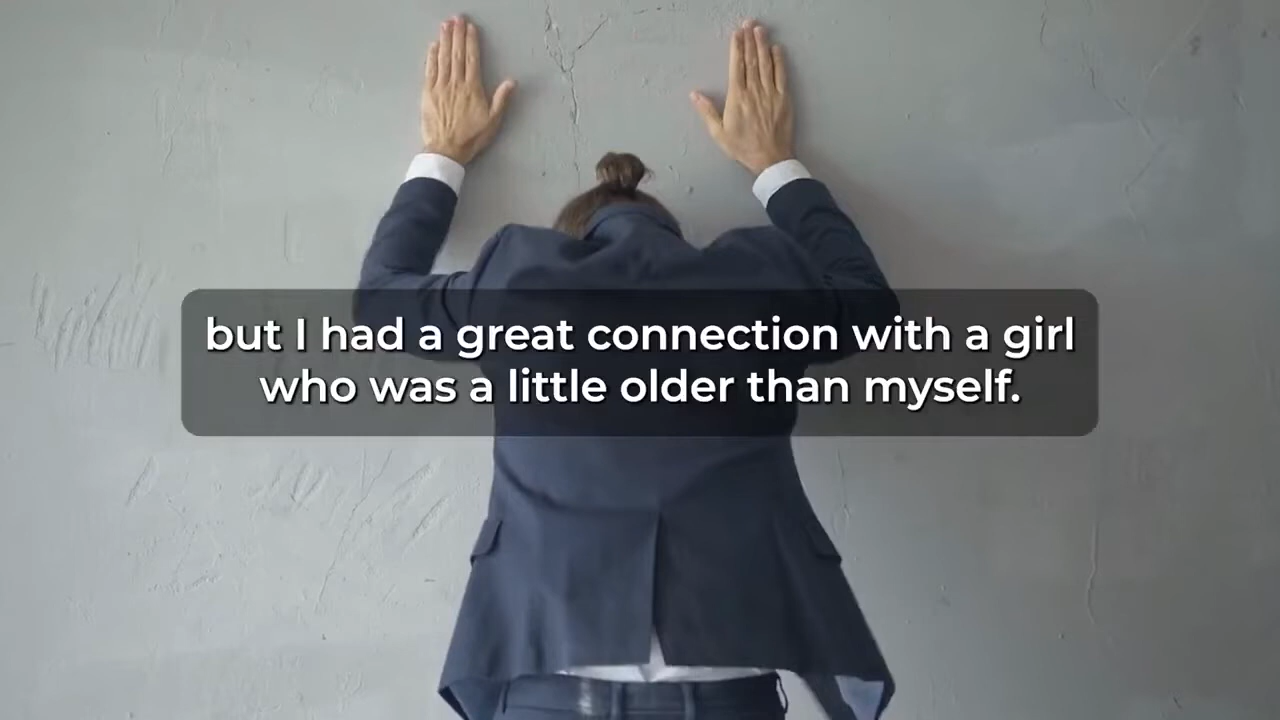 but I had a great connection with a girl
who was a little older than myself.